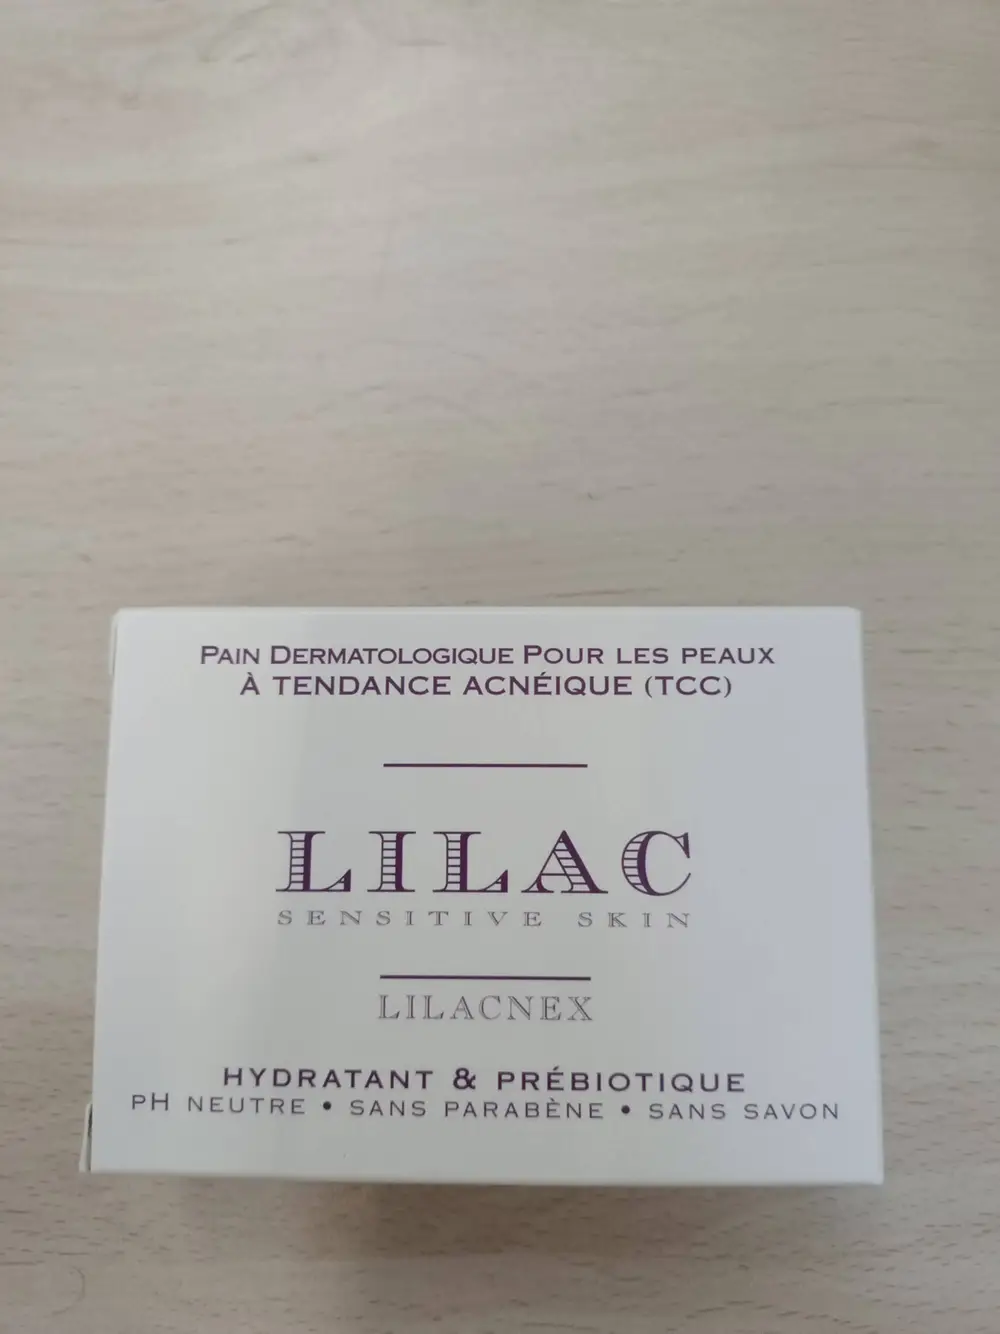 PAIN DERMATOLOGIQUE POUR LES PEAUX
À TENDANCE ACNÉIQUE (TCC)
LILAC
SENSITIVE SKIN
LILACNEX
HYDRATANT & PRÉBIOTIQUE
PH NEUTRE • SANS PARABÈNE • SANS SAVON